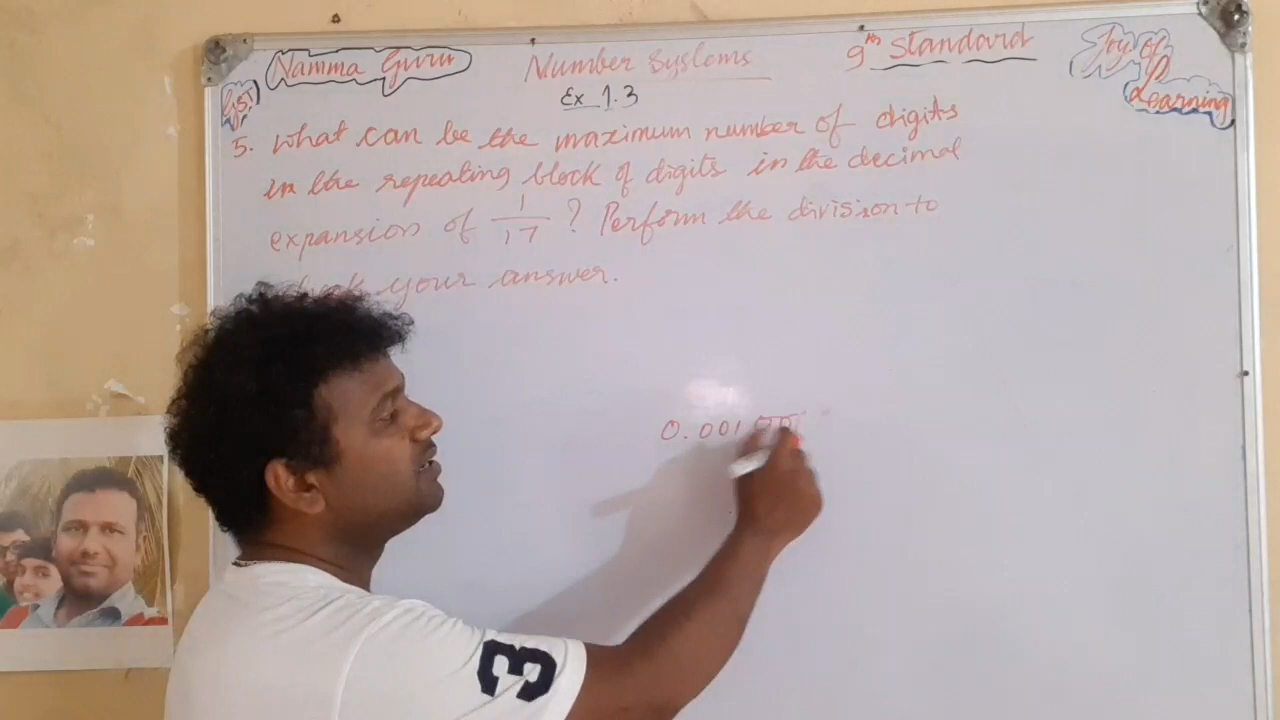 Namma Guru Number Systems 9th Standard Joy of Learning
Ex 1.3
5. What can be the maximum number of digits
in the repeating block of digits in the decimal
expansion of 1/17 ? Perform the division to
your answer.
0.001
3